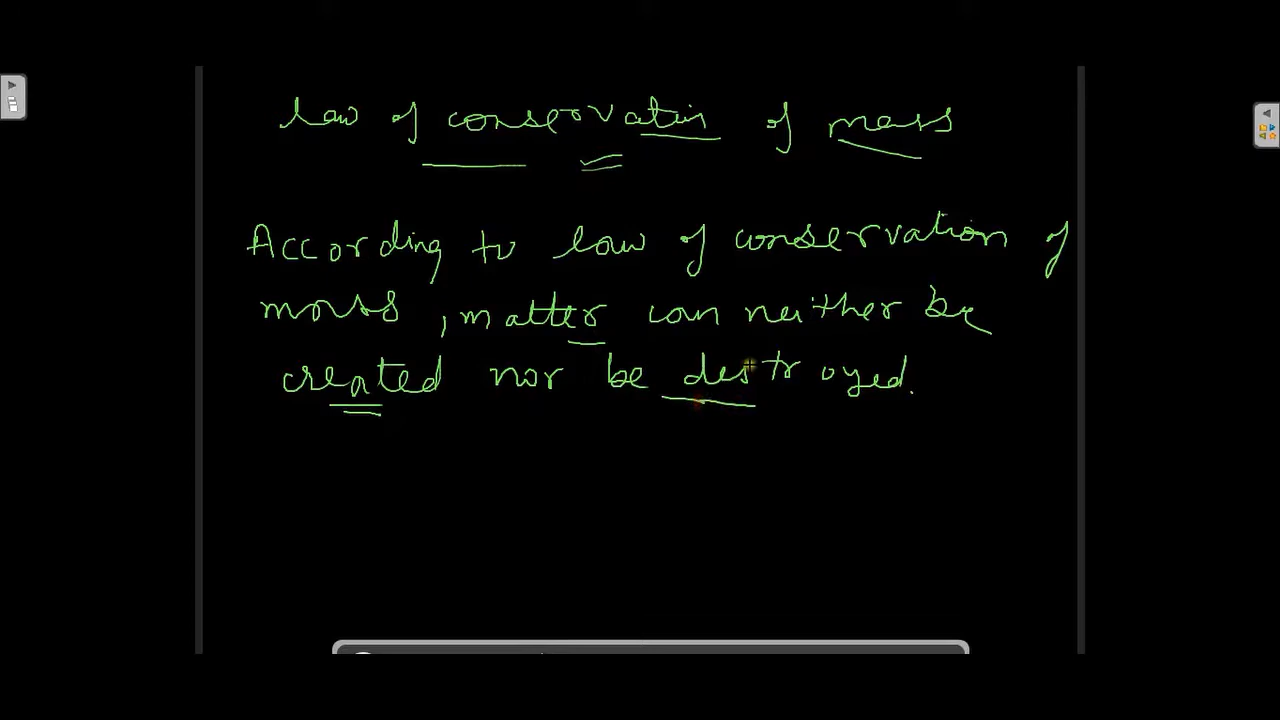 law of conservation of mass
According to law of conservation of
mass, matter can neither be
created nor be destroyed.